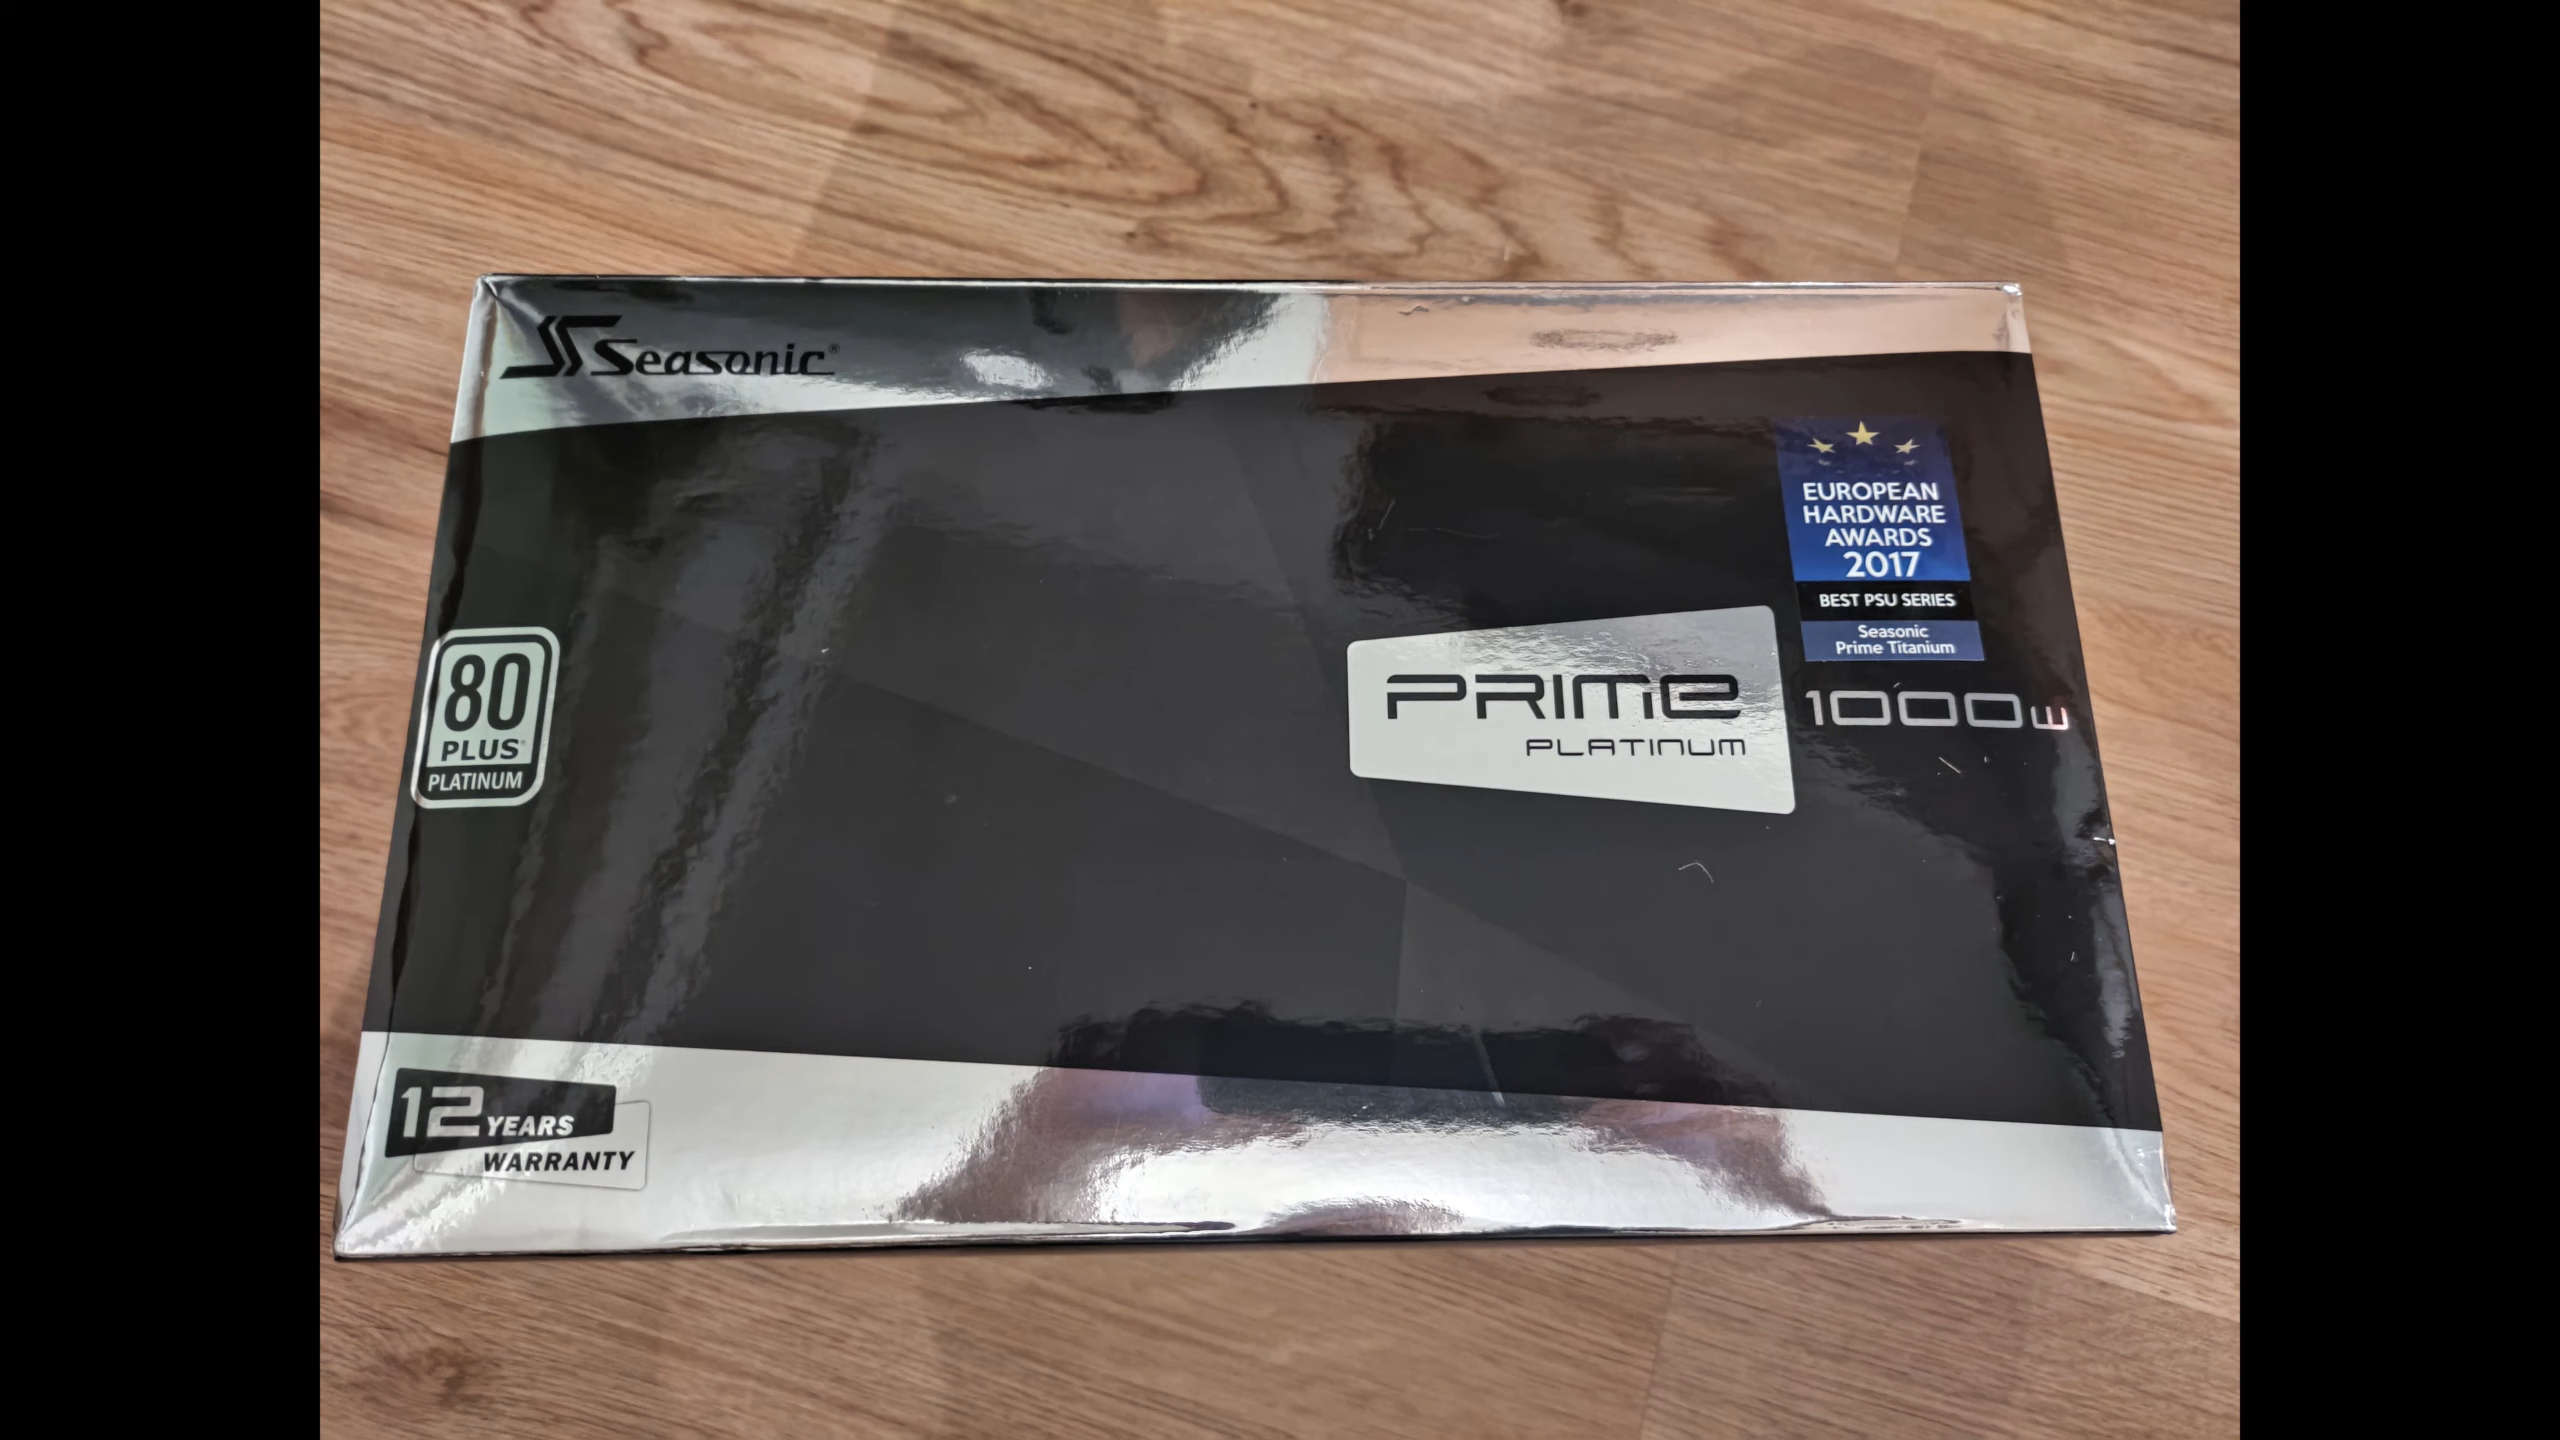 Seasonic®
EUROPEAN
HARDWARE
AWARDS
2017
BEST PSU SERIES
Seasonic
Prime Titanium
80
PLUS®
PLATINUM
PRIME
PLATINUM
1000W
12 YEARS
WARRANTY